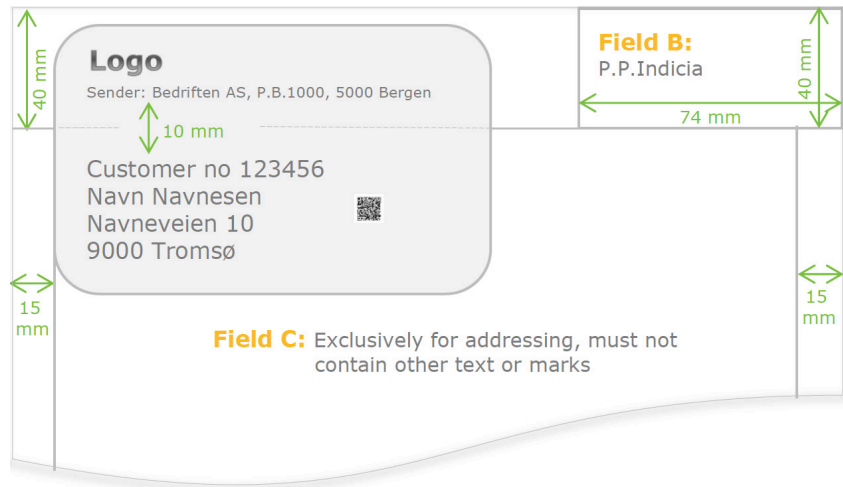 40 mm
Logo
Sender: Bedriften AS, P.B.1000, 5000 Bergen
10 mm
Customer no 123456
Navn Navnesen
Navneveien 10
9000 Tromsø
Field B:
P.P.Indicia
40 mm
74 mm
15
mm
15
mm
Field C: Exclusively for addressing, must not
contain other text or marks